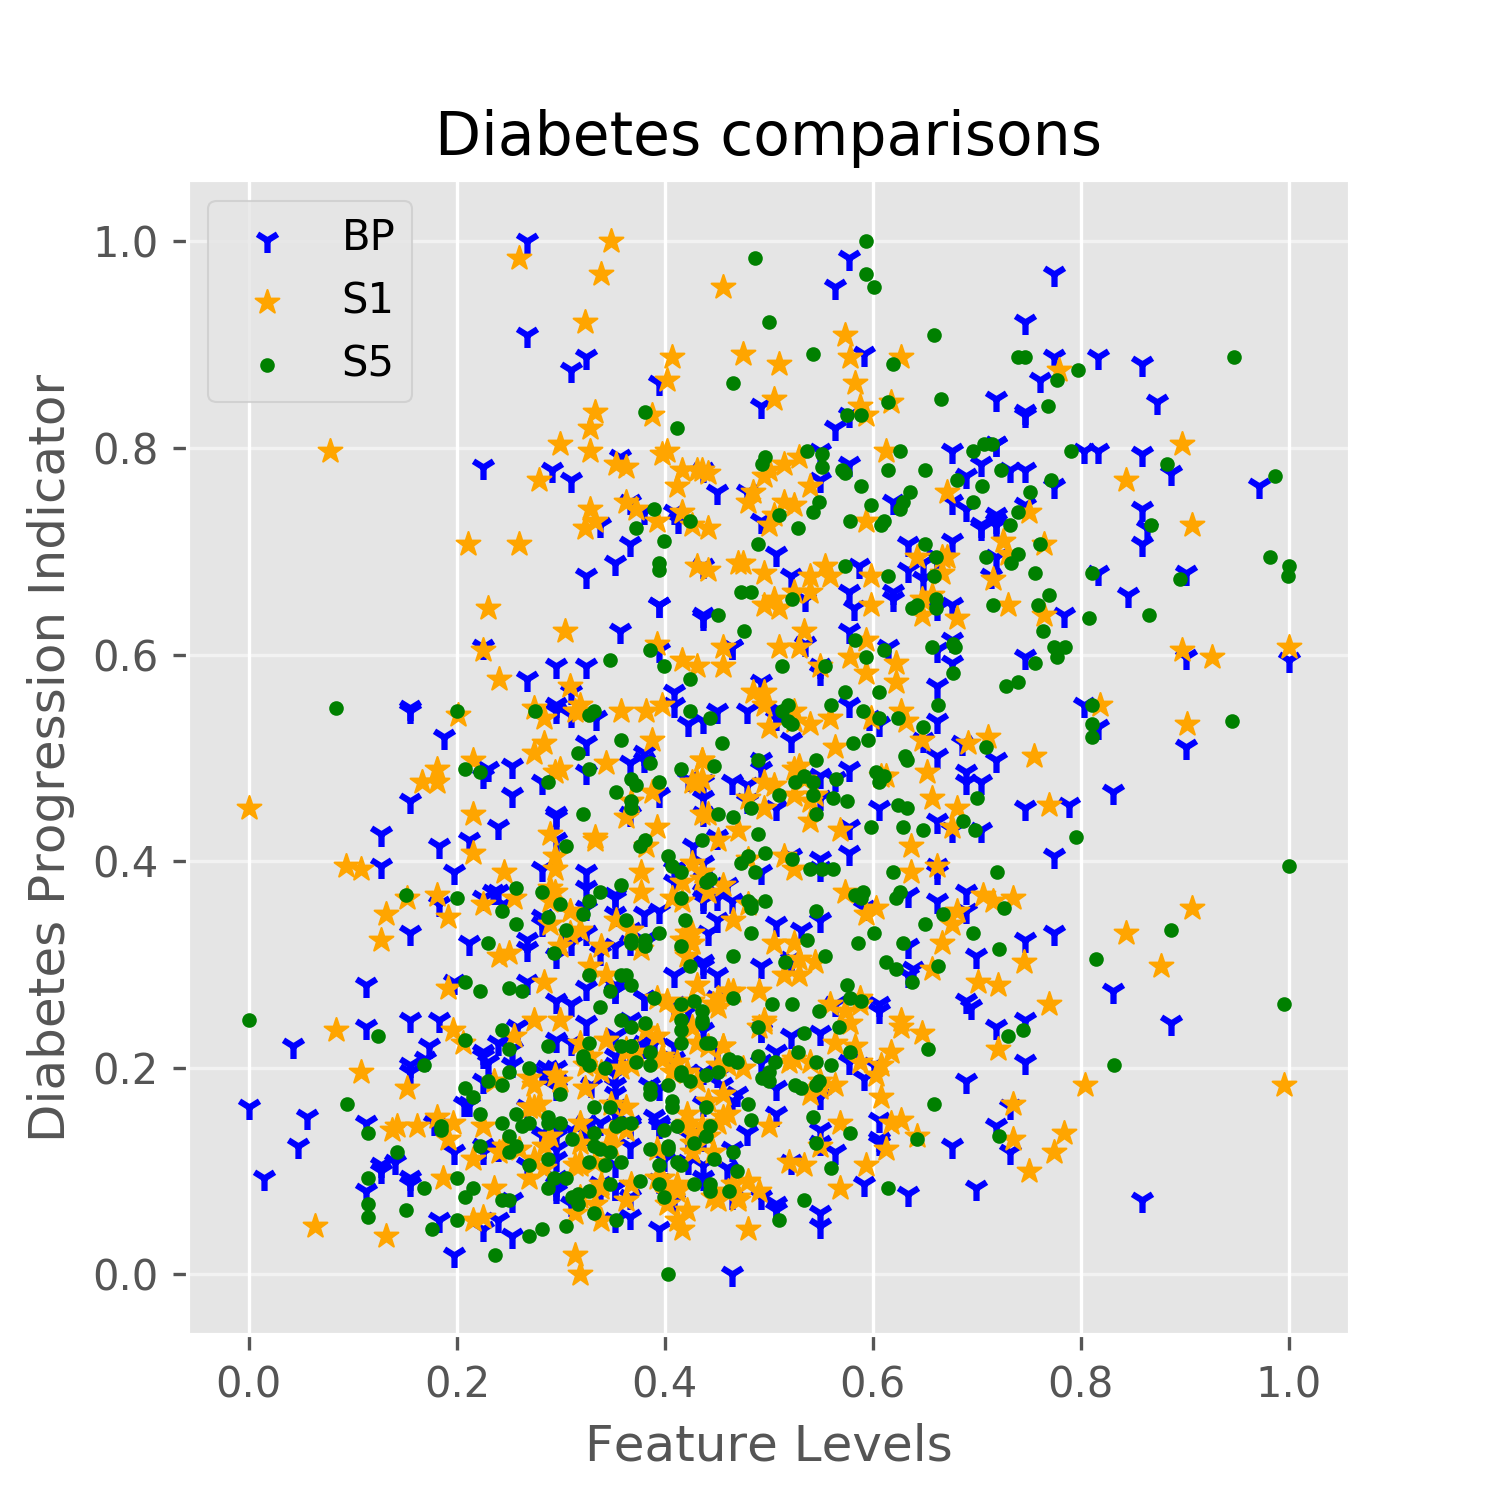 Diabetes comparisons
BP
S1
S5
Diabetes Progression Indicator
1.0
0.8
0.6
0.4
0.2
0.0
0.0 0.2 0.4 0.6 0.8 1.0
Feature Levels